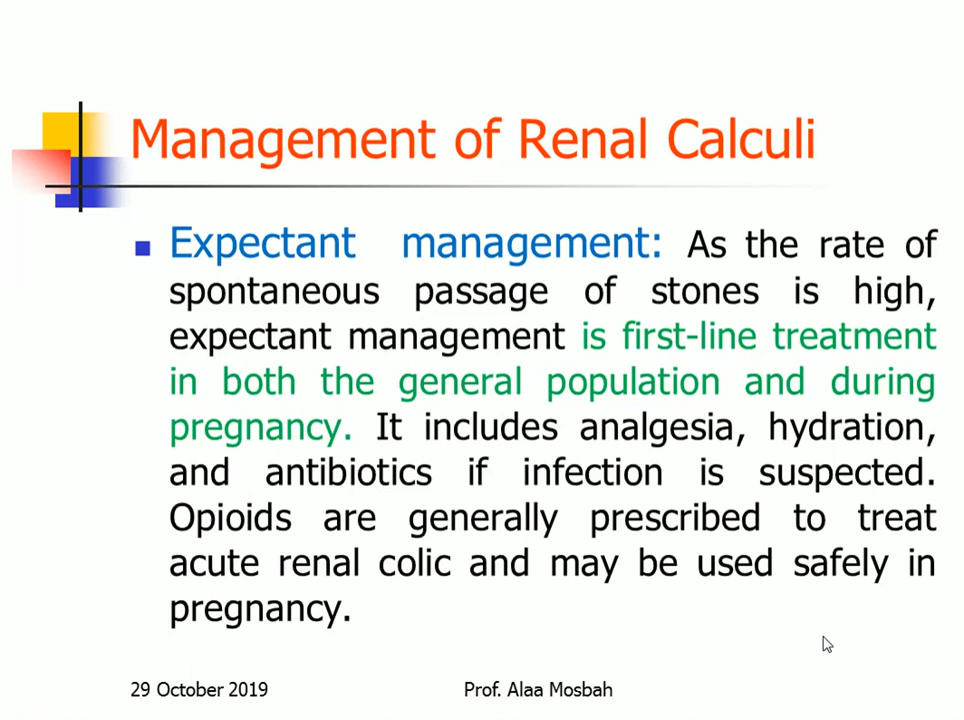 Management of Renal Calculi
Expectant management: As the rate of
spontaneous passage of stones is high,
expectant management is first-line treatment
in both the general population and during
pregnancy. It includes analgesia, hydration,
and antibiotics if infection is suspected.
Opioids are generally prescribed to treat
acute renal colic and may be used safely in
pregnancy.
29 October 2019
Prof. Alaa Mosbah